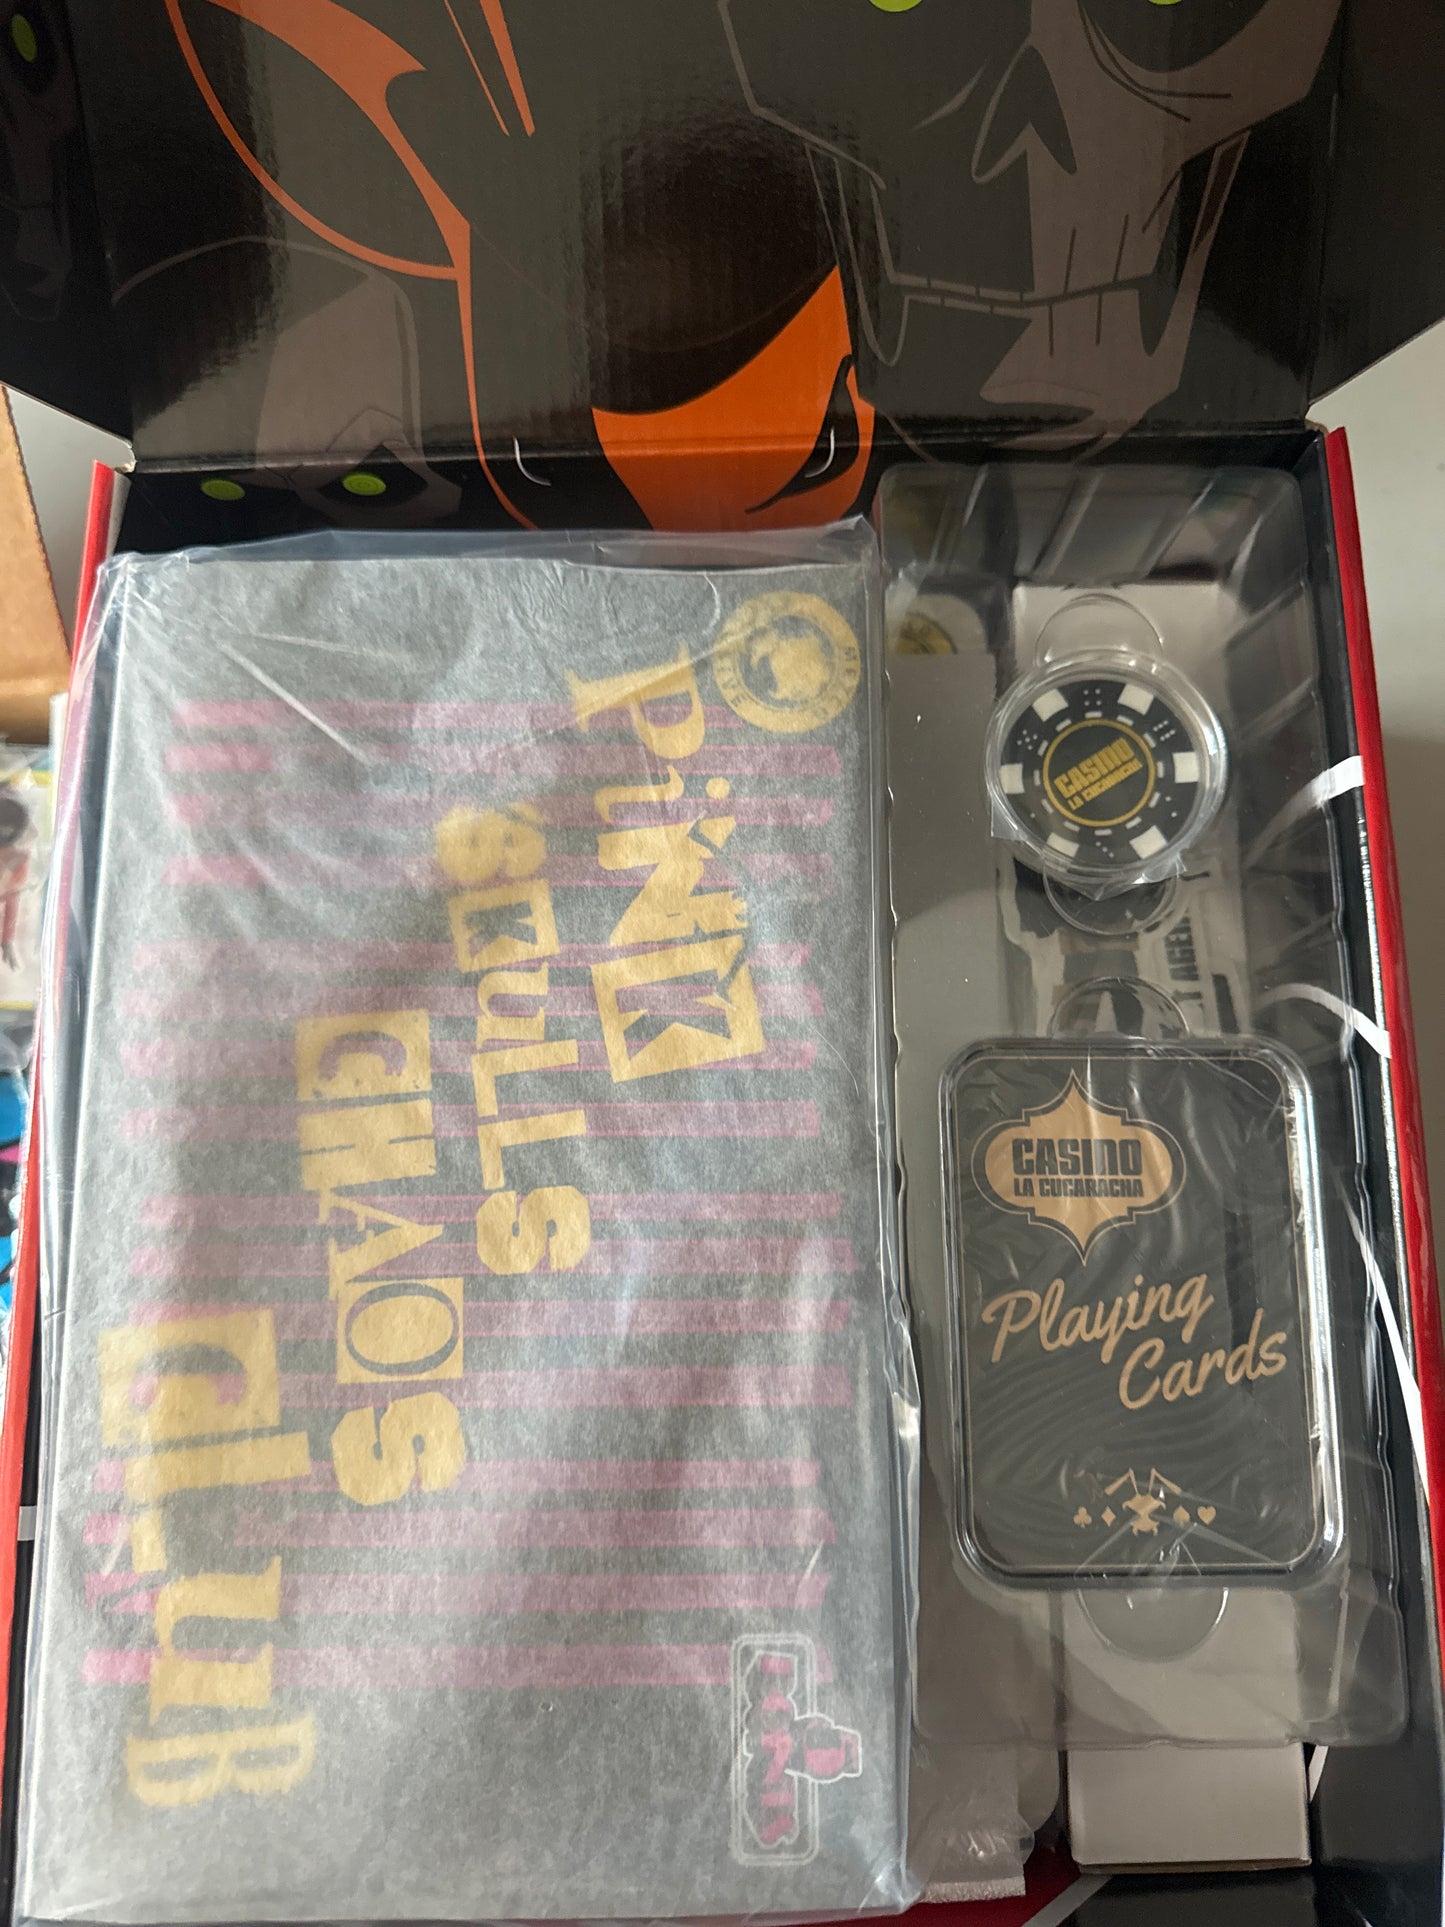 PiNK
SKuLLS
CHAOS
CLuB
CASINO
LA CUCARACHA
CASINO
LA CUCARACHA
Playing
Cards